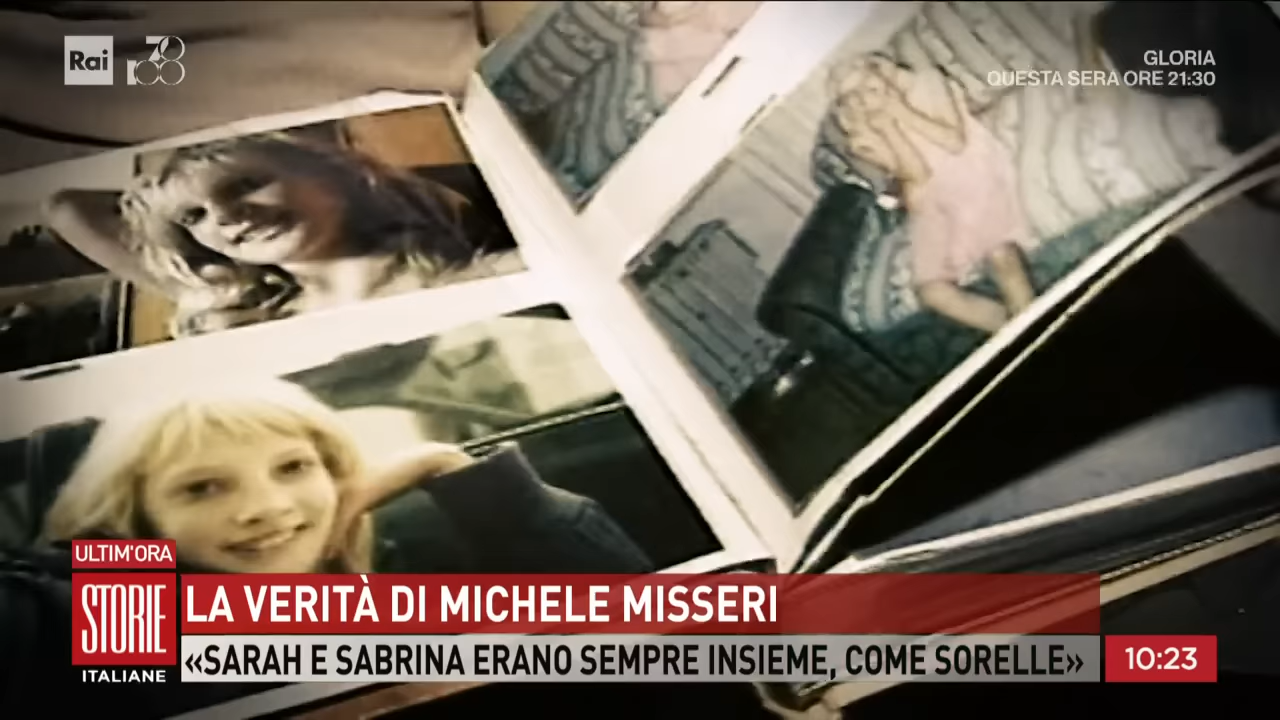 Rai
GLORIA
QUESTA SERA ORE 21:30
ULTIM'ORA
STORIE
ITALIANE
LA VERITÀ DI MICHELE MISSERI
«SARAH E SABRINA ERANO SEMPRE INSIEME, COME SORELLE»
10:23